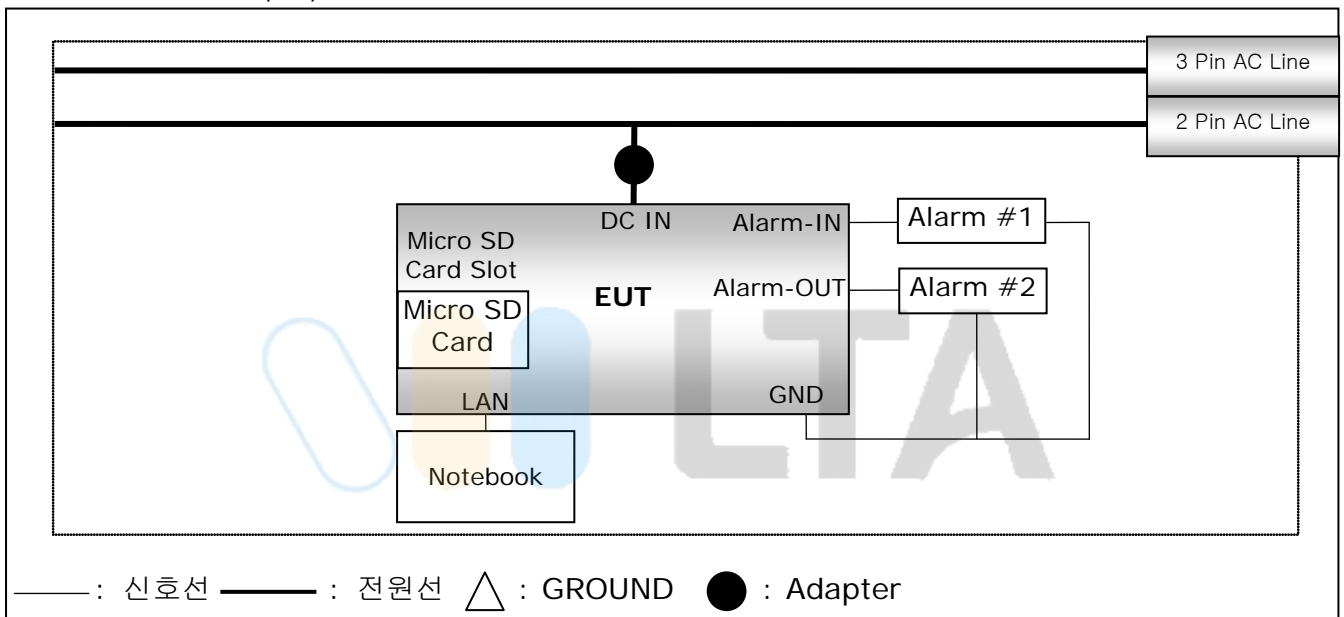 3 Pin AC Line
2 Pin AC Line
DC IN
Alarm-IN
Alarm #1
Micro SD
Card Slot
EUT
Alarm-OUT
Alarm #2
Micro SD
Card
LAN
GND
LTA
Notebook
: 신호선
: 전원선
: GROUND
: Adapter